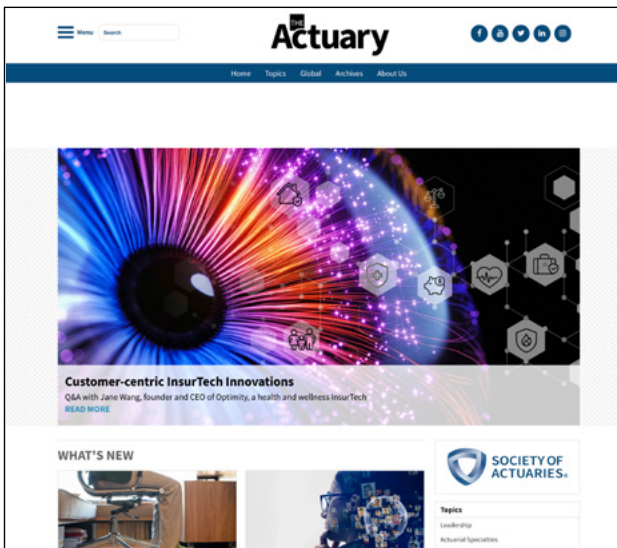 Menu
Search
THE
Actuary
Home Topics Global Archives About Us
Customer-centric InsurTech Innovations
Q&A with Jane Wang, founder and CEO of Optimity, a health and wellness InsurTech
READ MORE
WHAT'S NEW
SOCIETY OF
ACTUARIES®
Topics
Leadership
Actuarial Specialties